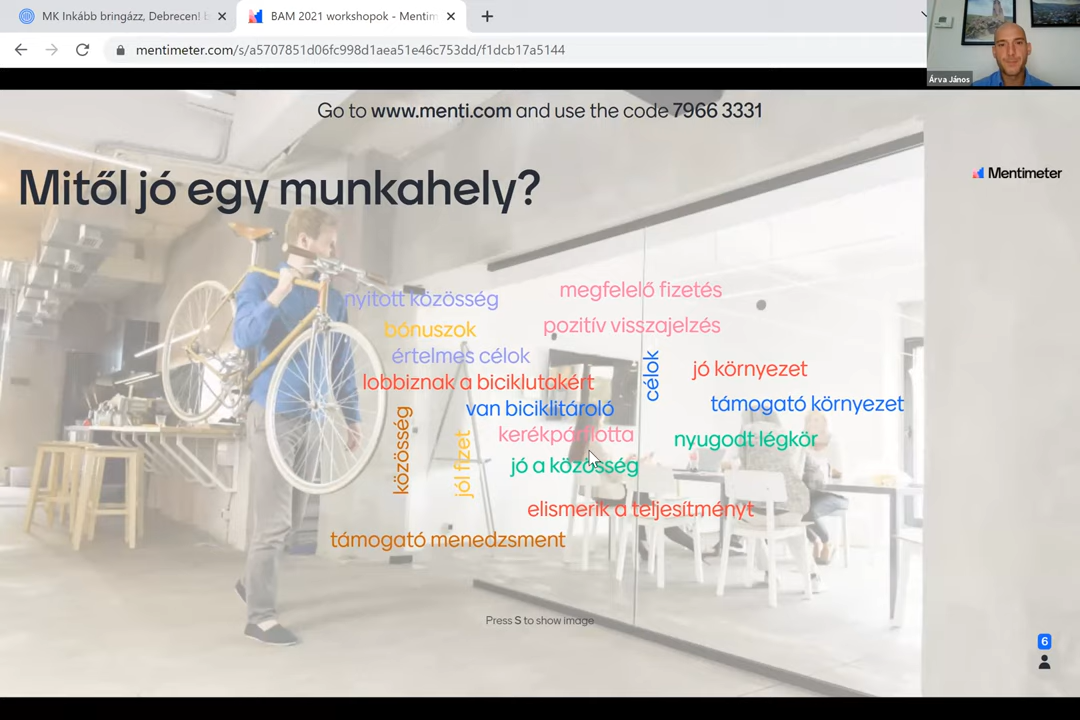 MK Inkább bringázz, Debrecen!
BAM 2021 workshopok - Mentim
mentimeter.com/s/a5707851d06fc998d1aea51e46c753dd/f1dcb17a5144
Árva János
Go to www.menti.com and use the code 7966 3331
Mentimeter
Mitől jó egy munkahely?
nyitott közösség
megfelelő fizetés
bónuszok
pozitív visszajelzés
értelmes célok
célok
jó környezet
lobbiznak a biciklutakért
van biciklitároló
támogató környezet
közösség
jól fizet
kerékpárflotta
nyugodt légkör
jó a közösség
elismerik a teljesítményt
támogató menedzsment
Press S to show image
6